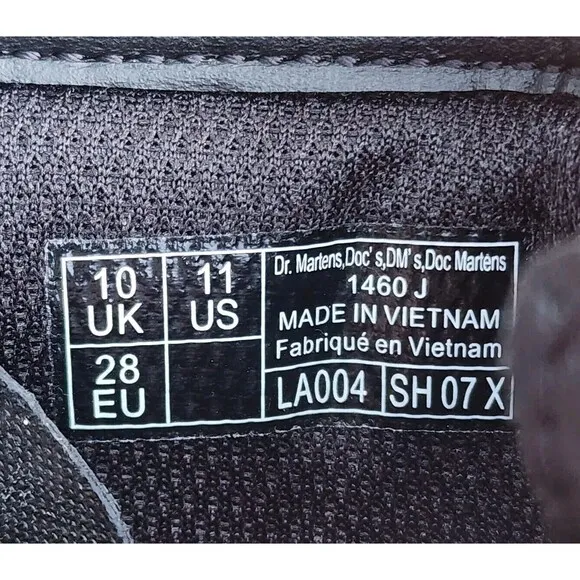 10
UK
11
US
28
EU
Dr. Martens,Doc's,DM's,Doc Martens
1460 J
MADE IN VIETNAM
Fabriqué en Vietnam
LA004
SH 07 X